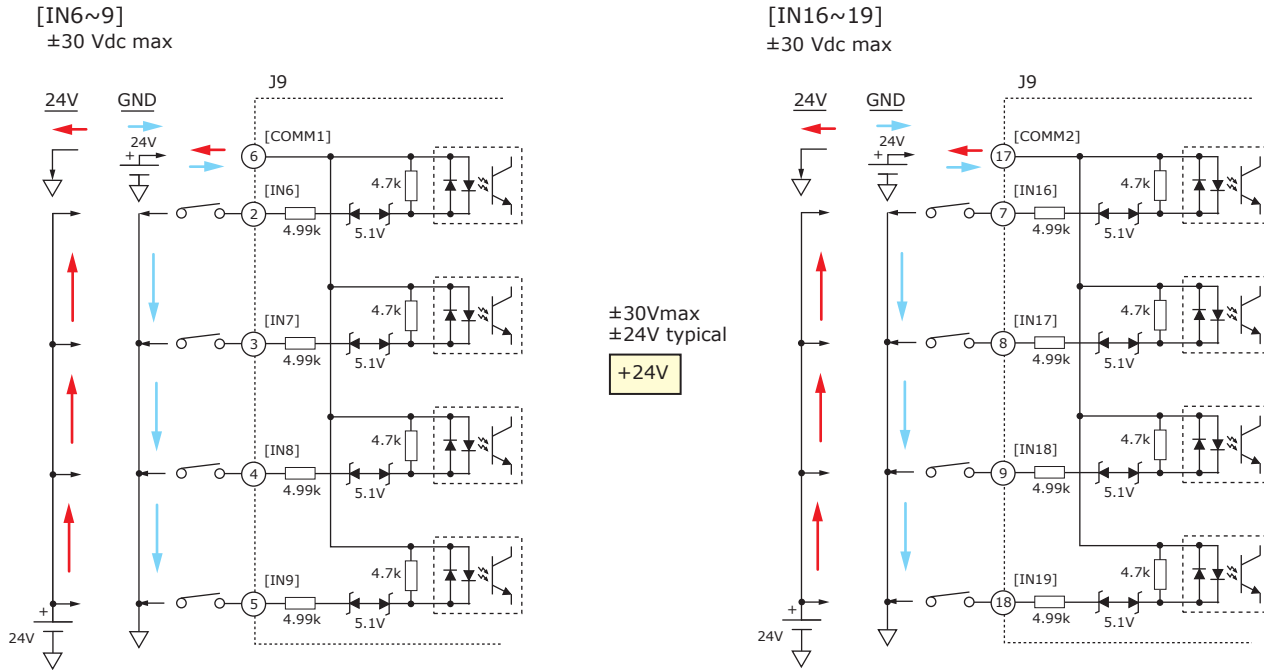 [IN6~9]
±30 Vdc max
J9
24V
GND
24V
+
[COMM1]
6
4.7k
[IN6]
2
4.99k
5.1V
4.7k
[IN7]
3
4.99k
5.1V
4.7k
[IN8]
4
4.99k
5.1V
4.7k
[IN9]
5
4.99k
5.1V
+
24V
±30Vmax
±24V typical
+24V
[IN16~19]
±30 Vdc max
J9
24V
GND
24V
+
[COMM2]
17
4.7k
[IN16]
7
4.99k
5.1V
4.7k
[IN17]
8
4.99k
5.1V
4.7k
[IN18]
9
4.99k
5.1V
4.7k
[IN19]
18
4.99k
5.1V
+
24V